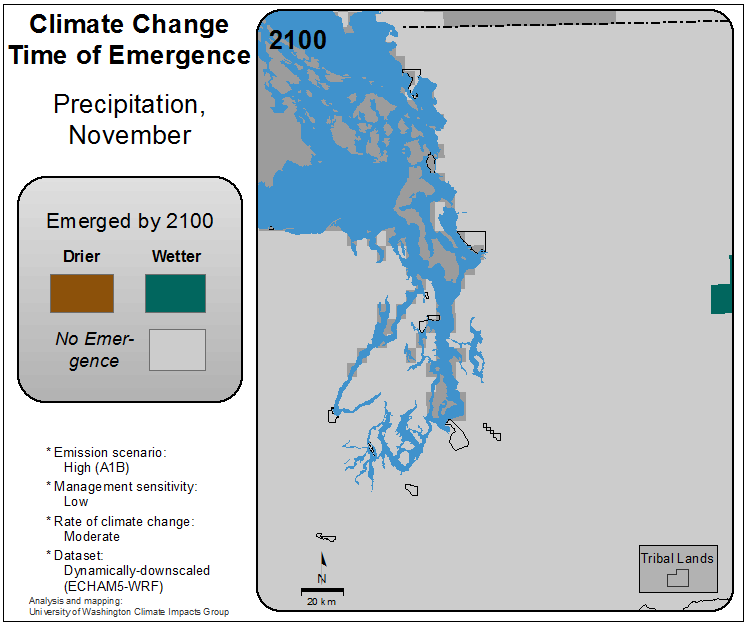 Climate Change
Time of Emergence
Precipitation,
November
Emerged by 2100
Drier
Wetter
No Emer-
gence
* Emission scenario:
High (A1B)
* Management sensitivity:
Low
* Rate of climate change:
Moderate
* Dataset:
Dynamically-downscaled
(ECHAM5-WRF)
Analysis and mapping:
University of Washington Climate Impacts Group
2100
N
20 km
Tribal Lands